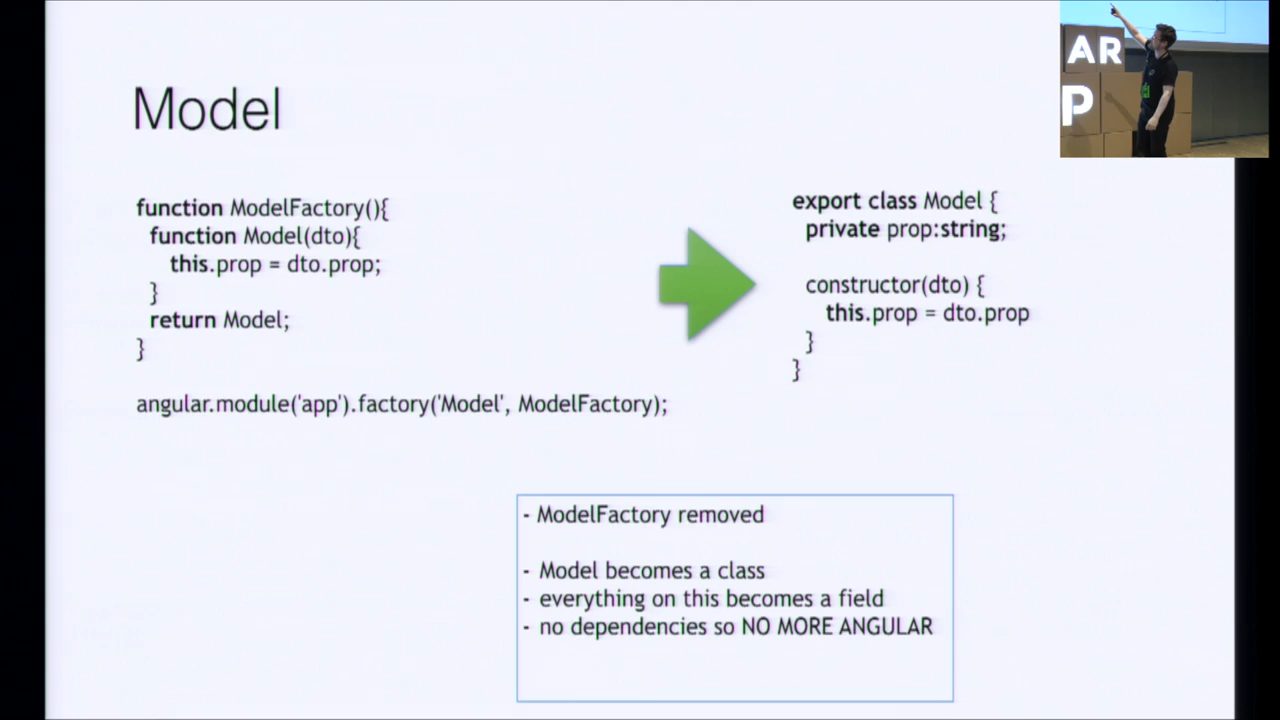 Model
function ModelFactory(){
function Model(dto){
this.prop = dto.prop;
}
return Model;
}
angular.module('app').factory('Model', ModelFactory);
export class Model {
private prop:string;
constructor(dto) {
this.prop = dto.prop
}
}
- ModelFactory removed
- Model becomes a class
- everything on this becomes a field
- no dependencies so NO MORE ANGULAR
AR
P